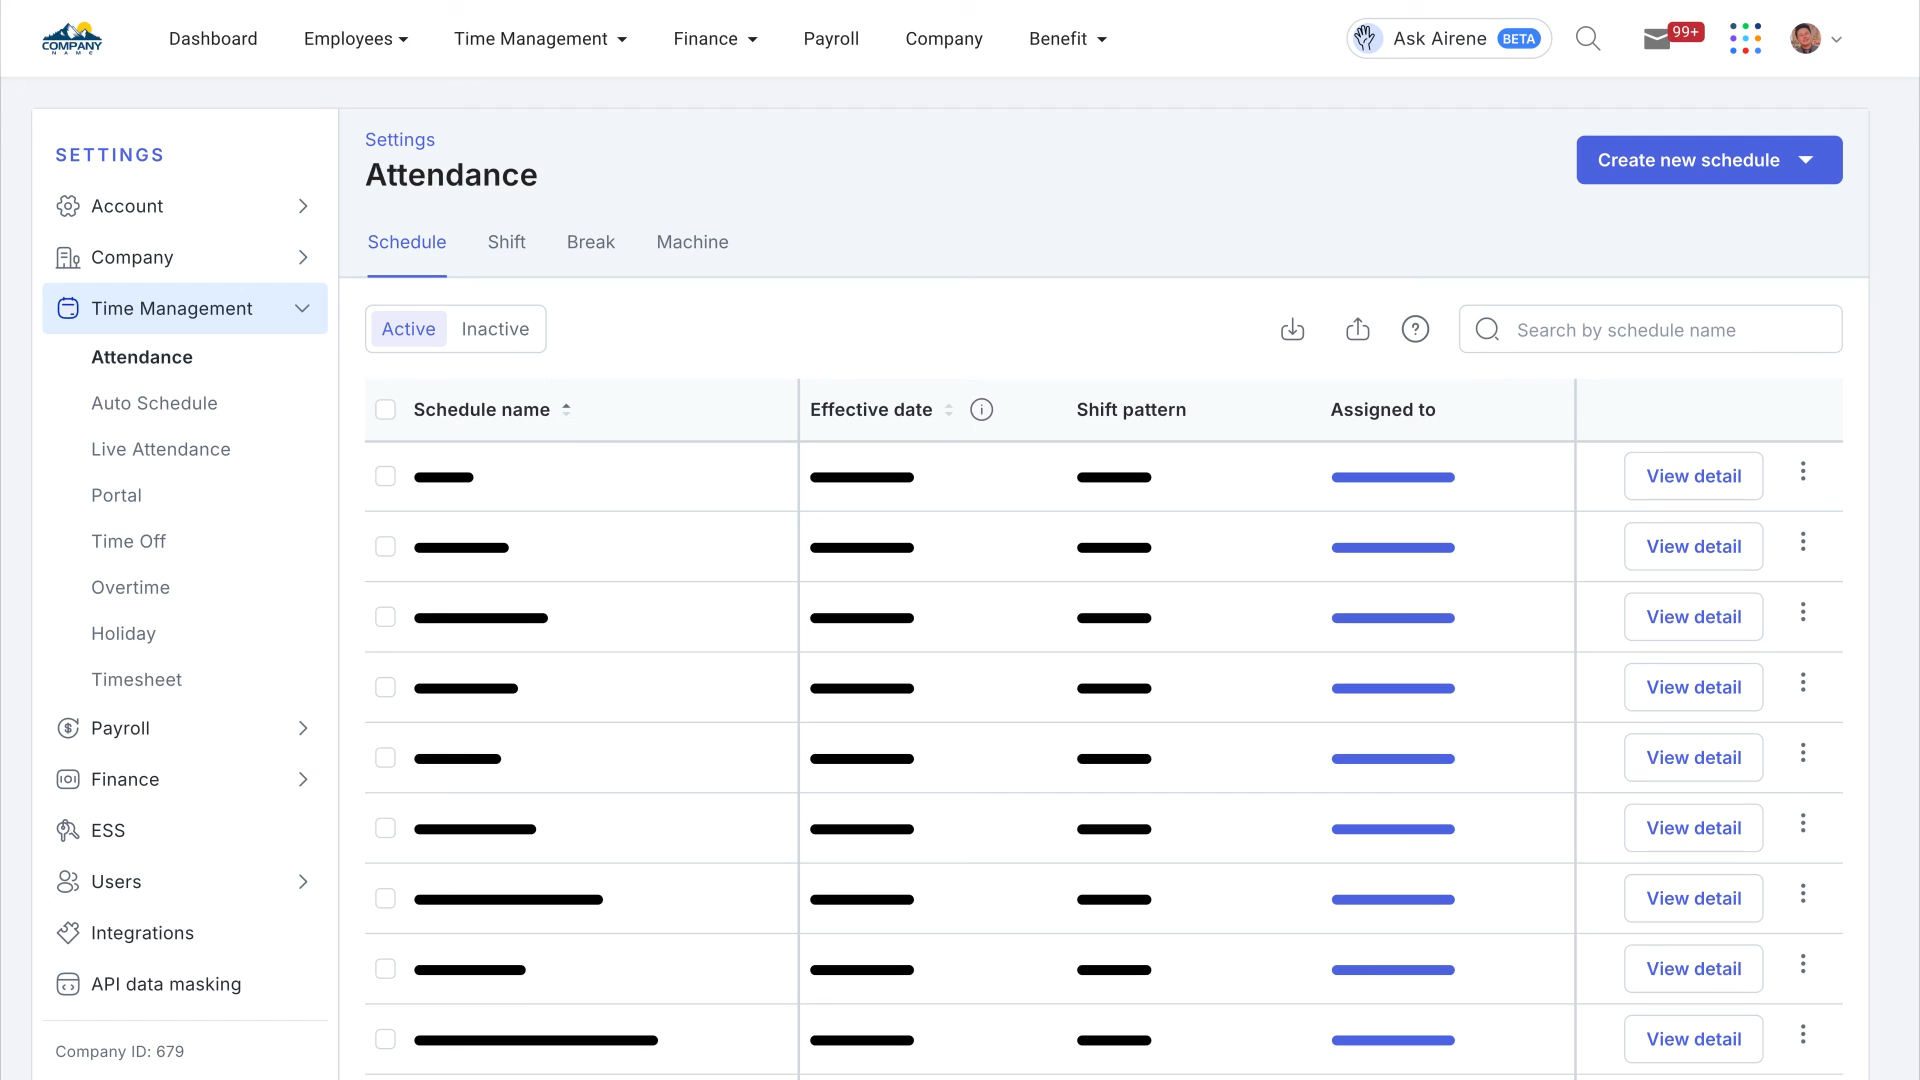 COMPANY
NAME
Dashboard
Employees
Time Management
Finance
Payroll
Company
Benefit
Ask Airene BETA
99+
SETTINGS
Account
Company
Time Management
Attendance
Auto Schedule
Live Attendance
Portal
Time Off
Overtime
Holiday
Timesheet
Payroll
Finance
ESS
Users
Integrations
API data masking
Company ID: 679
Settings
Attendance
Create new schedule
Schedule Shift Break Machine
Active Inactive
Search by schedule name
Schedule name Effective date Shift pattern Assigned to
View detail
View detail
View detail
View detail
View detail
View detail
View detail
View detail
View detail